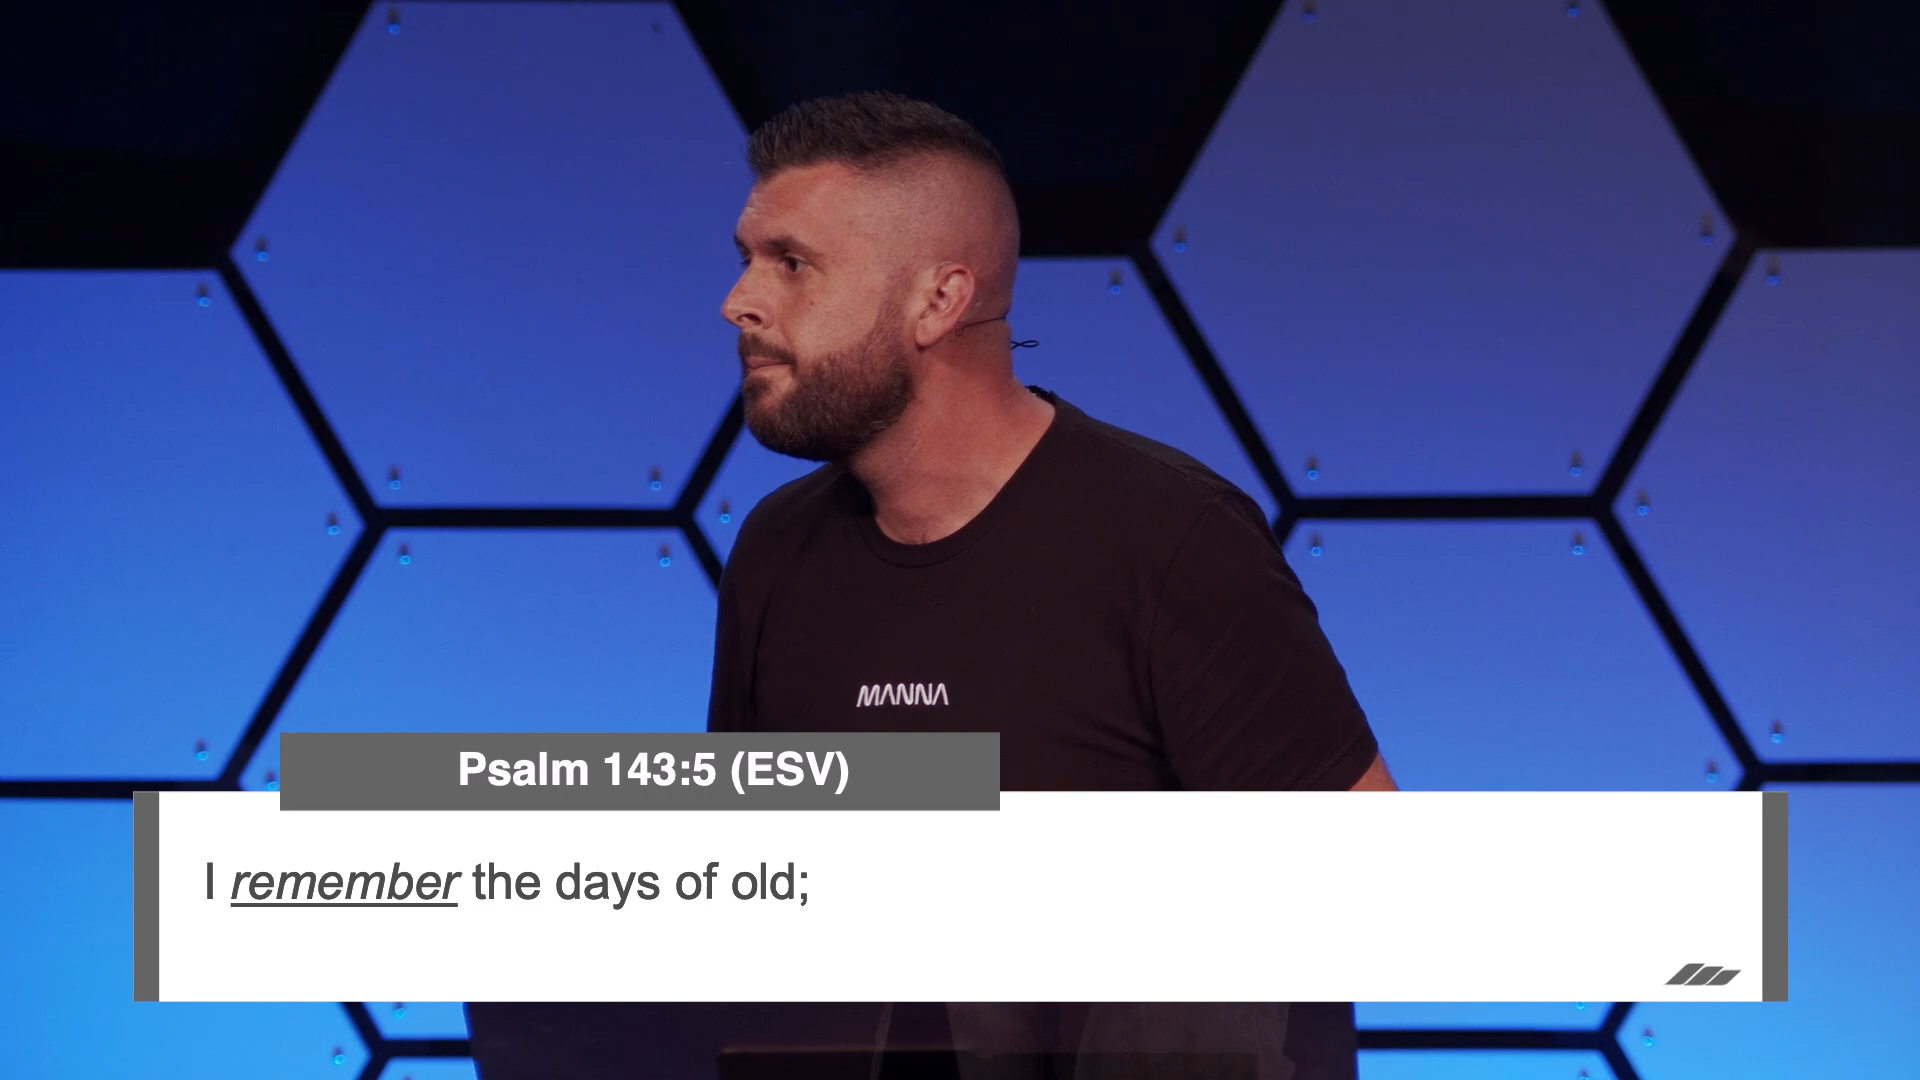 MANNA
Psalm 143:5 (ESV)
I remember the days of old;